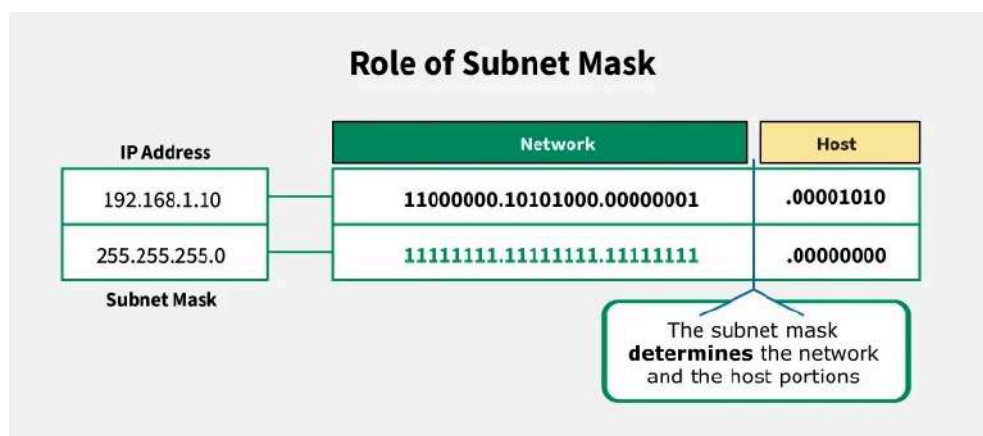 Role of Subnet Mask
IP Address
Network
Host
192.168.1.10
11000000.10101000.00000001
.00001010
255.255.255.0
11111111.11111111.11111111
.00000000
Subnet Mask
The subnet mask
determines the network
and the host portions